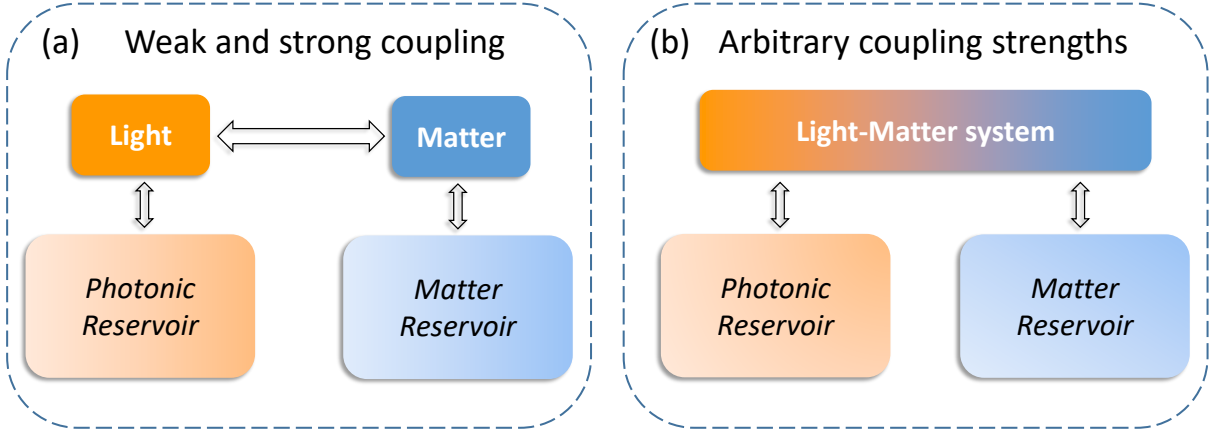 (a) Weak and strong coupling
Light
Matter
Photonic
Reservoir
Matter
Reservoir
(b) Arbitrary coupling strengths
Light-Matter system
Photonic
Reservoir
Matter
Reservoir